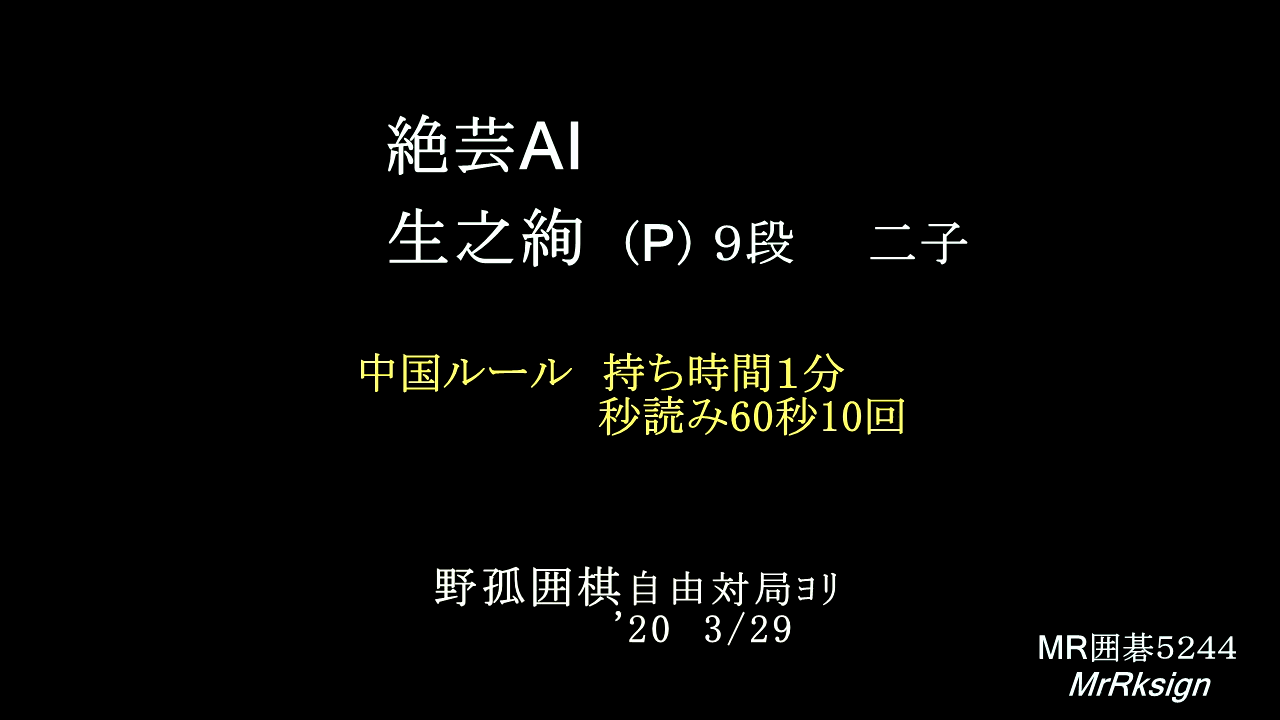 絶芸AI
生之絢 (P) 9段 二子
中国ルール 持ち時間1分
秒読み60秒10回
野孤囲棋自由対局ヨリ
'20 3/29
MR囲碁5244
MrRksign